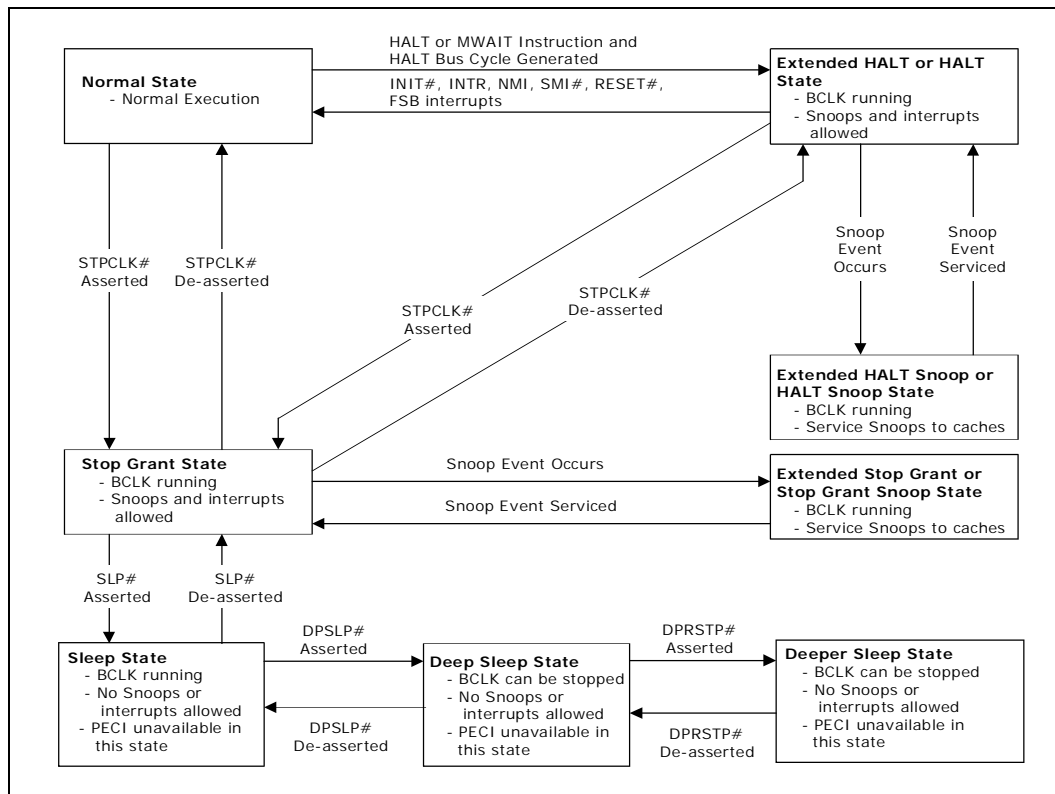 HALT or MWAIT Instruction and
HALT Bus Cycle Generated
Normal State
- Normal Execution
INIT#, INTR, NMI, SMI#, RESET#,
FSB interrupts
Extended HALT or HALT
State
- BCLK running
- Snoops and interrupts
allowed
STPCLK#
Asserted
STPCLK#
De-asserted
STPCLK#
Asserted
STPCLK#
De-asserted
Snoop
Event
Occurs
Snoop
Event
Serviced
Extended HALT Snoop or
HALT Snoop State
- BCLK running
- Service Snoops to caches
Stop Grant State
- BCLK running
- Snoops and interrupts
allowed
Snoop Event Occurs
Snoop Event Serviced
Extended Stop Grant or
Stop Grant Snoop State
- BCLK running
- Service Snoops to caches
SLP#
Asserted
SLP#
De-asserted
Sleep State
- BCLK running
- No Snoops or
interrupts allowed
- PECI unavailable in
this state
DPSLP#
Asserted
DPSLP#
De-asserted
Deep Sleep State
- BCLK can be stopped
- No Snoops or
interrupts allowed
- PECI unavailable in
this state
DPRSTP#
Asserted
DPRSTP#
De-asserted
Deeper Sleep State
- BCLK can be stopped
- No Snoops or
interrupts allowed
- PECI unavailable in
this state